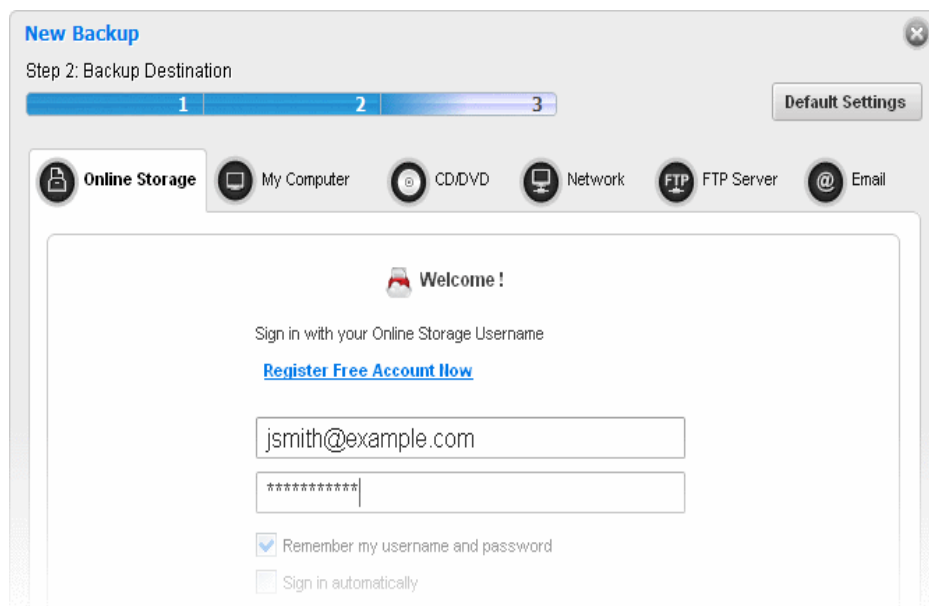 New Backup
Step 2: Backup Destination
1 2 3
Default Settings
Online Storage My Computer CD/DVD Network FTP FTP Server @ Email
Welcome !
Sign in with your Online Storage Username
Register Free Account Now
jsmith@example.com
***********
Remember my username and password
Sign in automatically